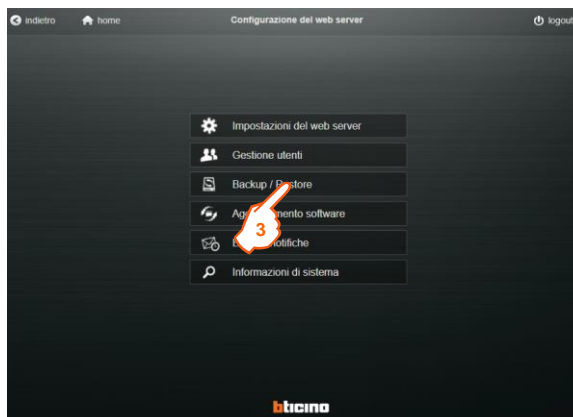 indietro home Configurazione del web server logout
Impostazioni del web server
Gestione utenti
Backup / Restore
software
3
notifiche
Informazioni di sistema
bticino